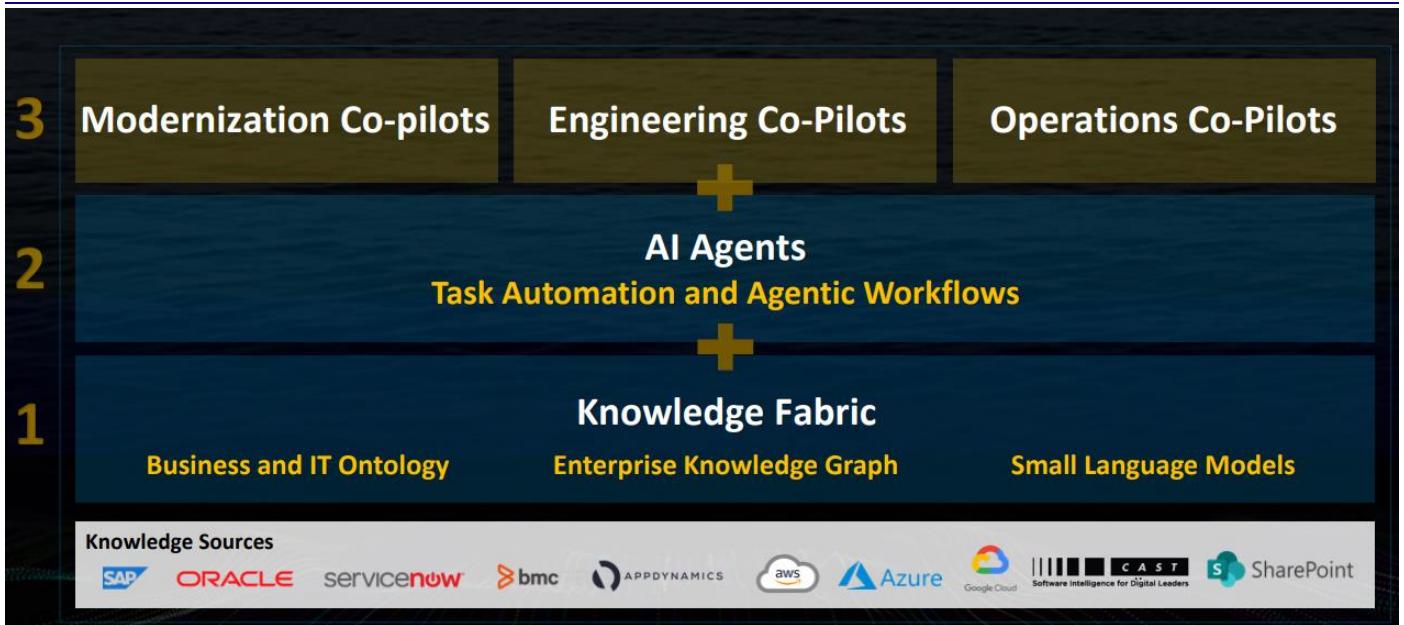 3
Modernization Co-pilots
Engineering Co-Pilots
Operations Co-Pilots
2
AI Agents
Task Automation and Agentic Workflows
1
Knowledge Fabric
Business and IT Ontology
Enterprise Knowledge Graph
Small Language Models
Knowledge Sources
SAP
ORACLE
servicenow
bmc
APPDYNAMICS
aws
Azure
Google Cloud
CAST
Software Intelligence for Digital Leaders
S SharePoint